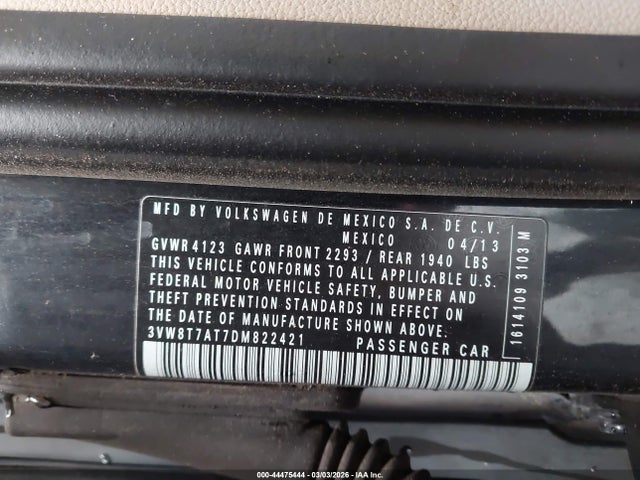 MFD BY VOLKSWAGEN DE MEXICO S.A. DE C.V.
MEXICO 04/13
GVWR 4123 GAWR FRONT 2293 / REAR 1940 LBS
THIS VEHICLE CONFORMS TO ALL APPLICABLE U.S.
FEDERAL MOTOR VEHICLE SAFETY, BUMPER AND
THEFT PREVENTION STANDARDS IN EFFECT ON
THE DATE OF MANUFACTURE SHOWN ABOVE.
3VW8T7AT7DM822421 PASSENGER CAR
1614109 3103 M
000-44475444 — 03/03/2026 — © IAA Inc.